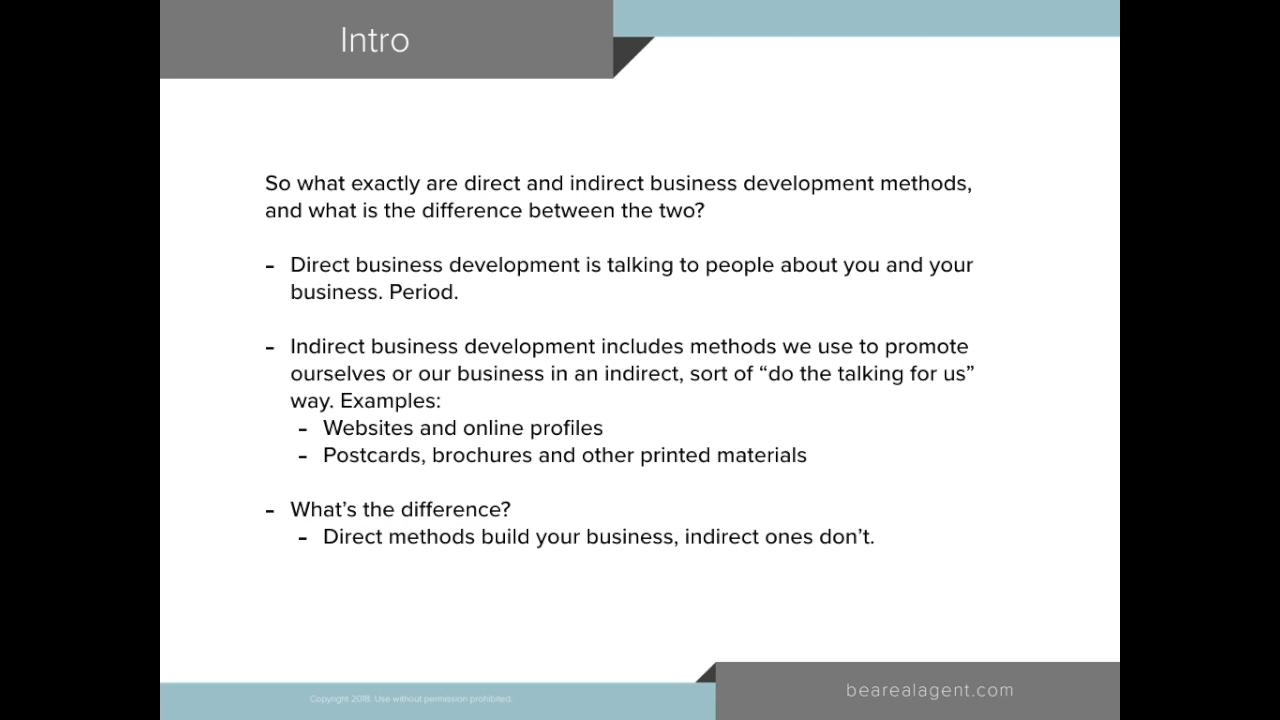 Intro
So what exactly are direct and indirect business development methods,
and what is the difference between the two?
- Direct business development is talking to people about you and your
business. Period.
- Indirect business development includes methods we use to promote
ourselves or our business in an indirect, sort of “do the talking for us”
way. Examples:
- Websites and online profiles
- Postcards, brochures and other printed materials
- What’s the difference?
- Direct methods build your business, indirect ones don’t.
Copyright 2018. Use without permission prohibited.
bearealagent.com